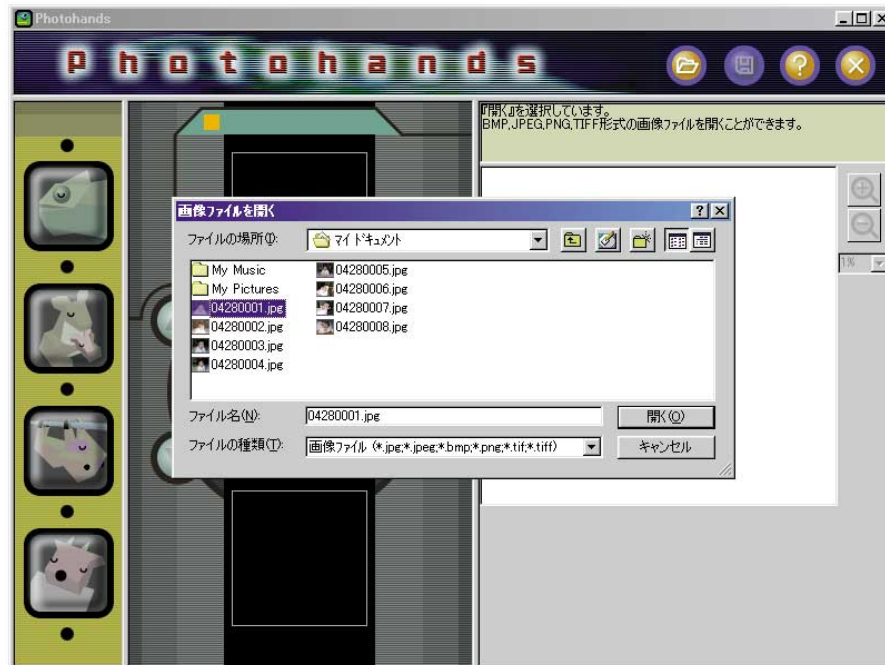 Photohands
Photohands
『開く』を選択しています。
BMP,JPEG,PNG,TIFF形式の画像ファイルを開くことができます。
1%
画像ファイルを開く
ファイルの場所(I):
マイ ドキュメント
My Music
My Pictures
04280001.jpg
04280002.jpg
04280003.jpg
04280004.jpg
04280005.jpg
04280006.jpg
04280007.jpg
04280008.jpg
ファイル名(N):
04280001.jpg
開く(O)
ファイルの種類(T):
画像ファイル (*.jpg;*.jpeg;*.bmp;*.png;*.tif;*.tiff)
キャンセル